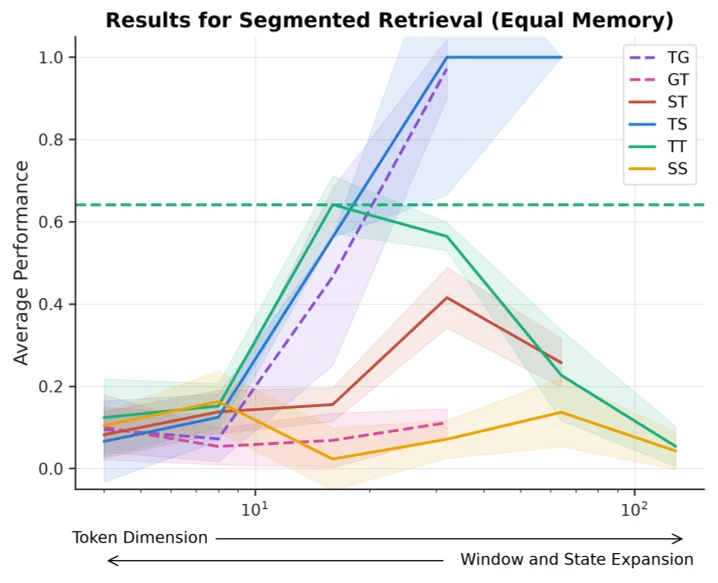 Results for Segmented Retrieval (Equal Memory)
1.0
0.8
0.6
0.4
0.2
0.0
Average Performance
TG
GT
ST
TS
TT
SS
10¹
10²
Token Dimension
Window and State Expansion